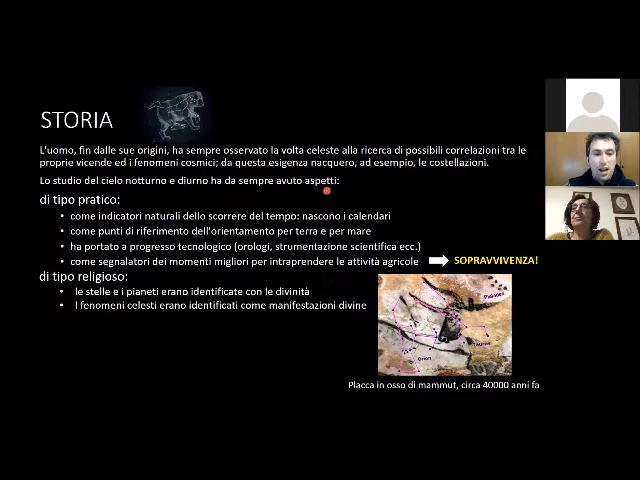 STORIA
L'uomo, fin dalle sue origini, ha sempre osservato la volta celeste alla ricerca di possibili correlazioni tra le
proprie vicende ed i fenomeni cosmici; da questa esigenza nacquero, ad esempio, le costellazioni.
Lo studio del cielo notturno e diurno ha da sempre avuto aspetti:
di tipo pratico:
• come indicatori naturali dello scorrere del tempo: nascono i calendari
• come punti di riferimento dell'orientamento per terra e per mare
• ha portato a progresso tecnologico (orologi, strumentazione scientifica ecc.)
• come segnalatori dei momenti migliori per intraprendere le attività agricole
SOPRAVVIVENZA!
di tipo religioso:
• le stelle e i pianeti erano identificate con le divinità
• I fenomeni celesti erano identificati come manifestazioni divine
Pleiades
Taurus
Orion
Placca in osso di mammut, circa 40000 anni fa